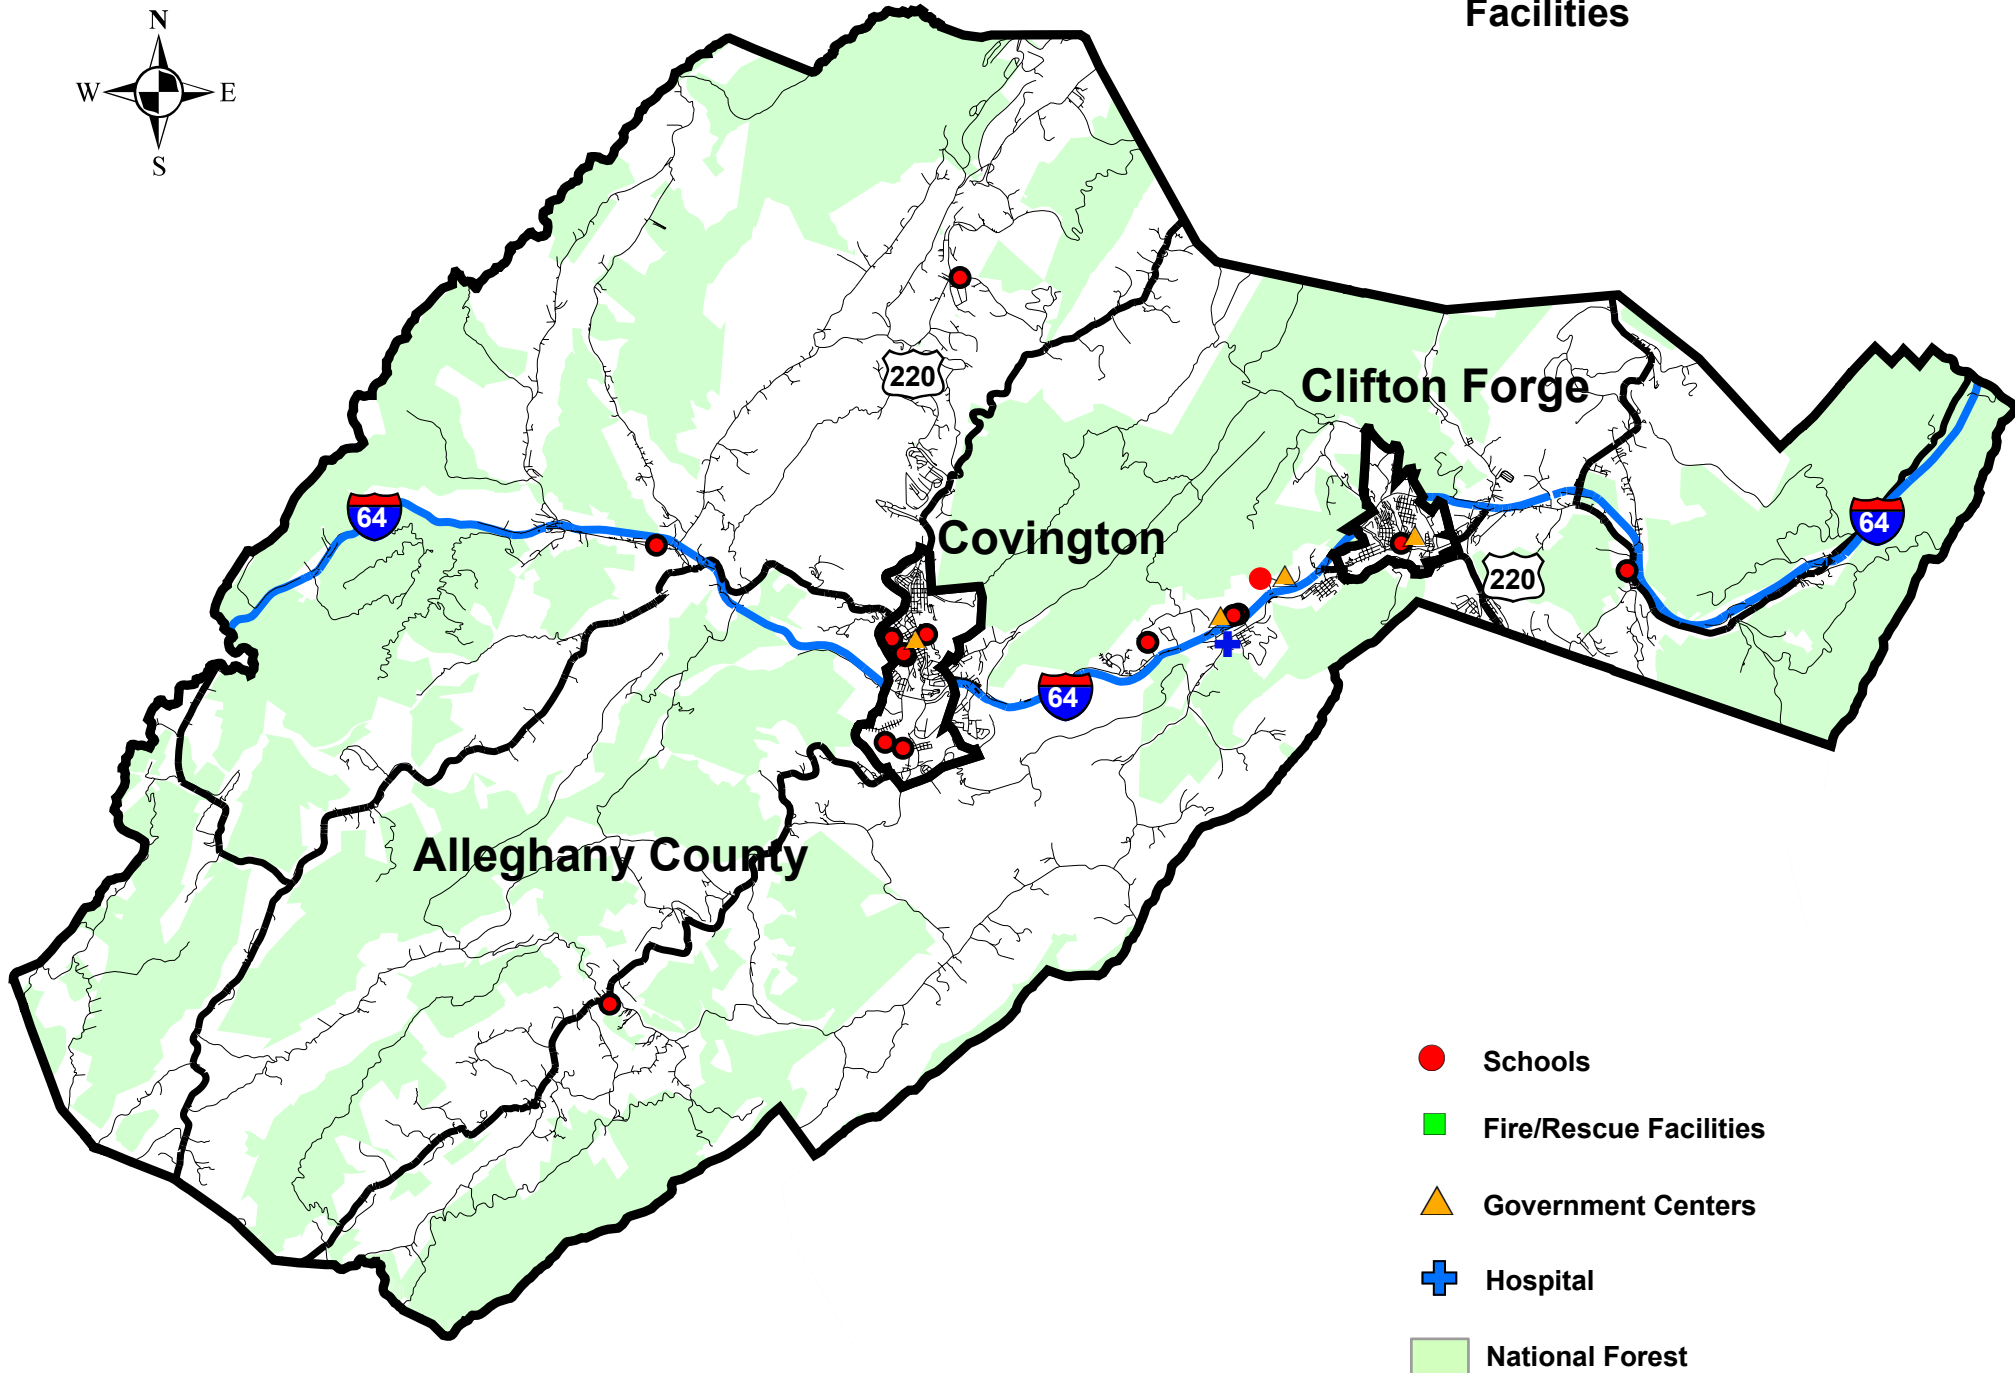 Facilities
N
W E
S
220
Clifton Forge
64
Covington
64
220
64
Alleghany County
Schools
Fire/Rescue Facilities
Government Centers
Hospital
National Forest